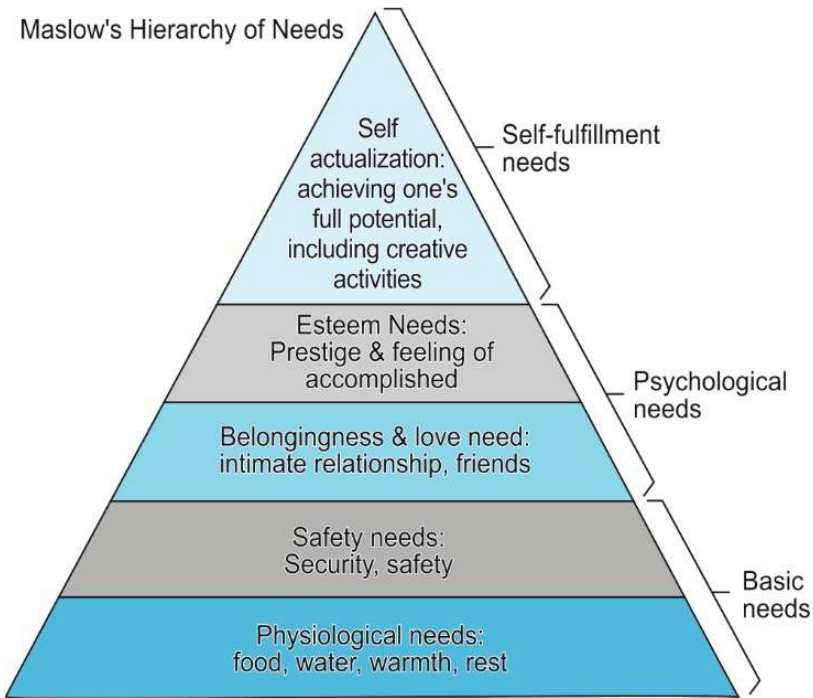 Maslow's Hierarchy of Needs
Self
actualization:
achieving one's
full potential,
including creative
activities
Self-fulfillment
needs
Esteem Needs:
Prestige & feeling of
accomplished
Psychological
needs
Belongingness & love need:
intimate relationship, friends
Safety needs:
Security, safety
Basic
needs
Physiological needs:
food, water, warmth, rest